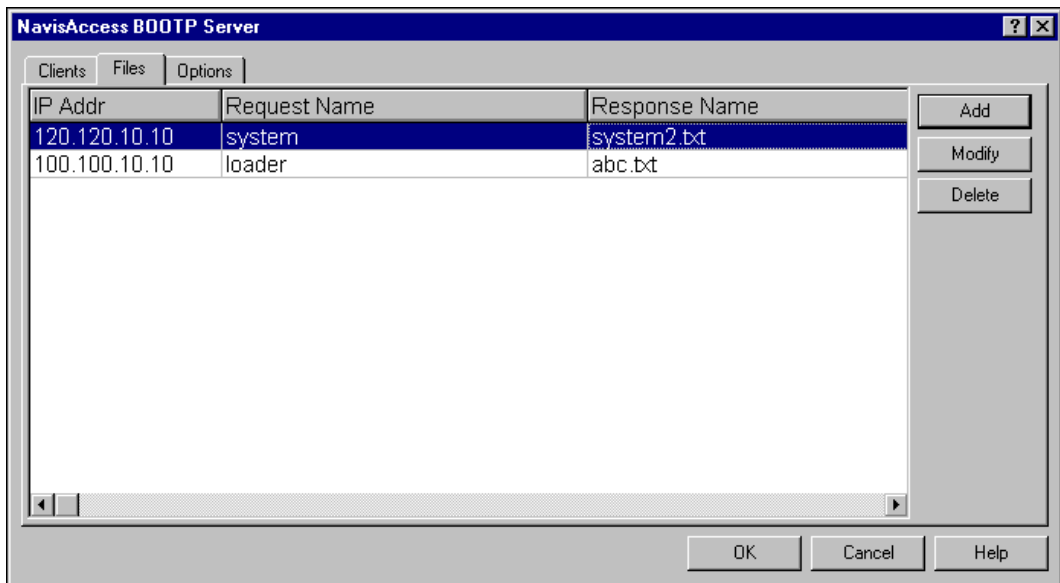 NavisAccess BOOTP Server
Clients Files Options
IP Addr Request Name Response Name
120.120.10.10 system system2.txt
100.100.10.10 loader abc.txt
Add
Modify
Delete
OK Cancel Help